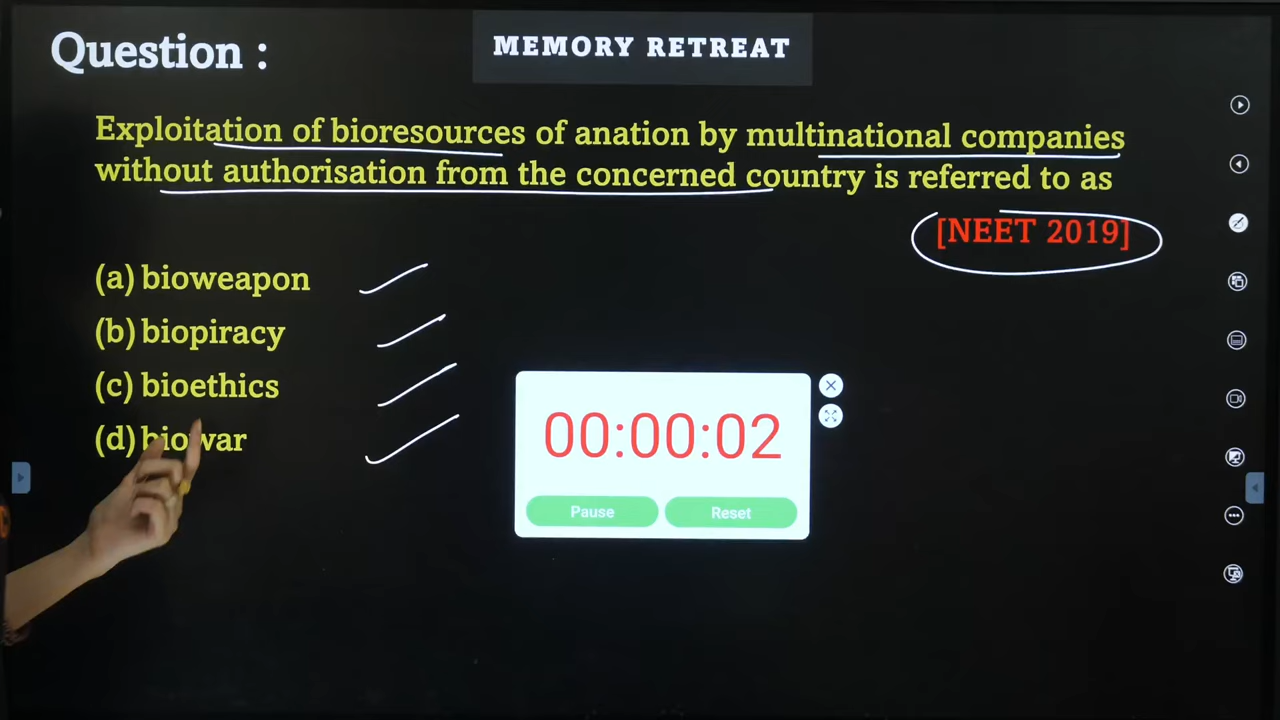 Question :
MEMORY RETREAT
Exploitation of bioresources of anation by multinational companies
without authorisation from the concerned country is referred to as
[NEET 2019]
(a) bioweapon
(b) biopiracy
(c) bioethics
(d) biowar
00:00:02
Pause
Reset